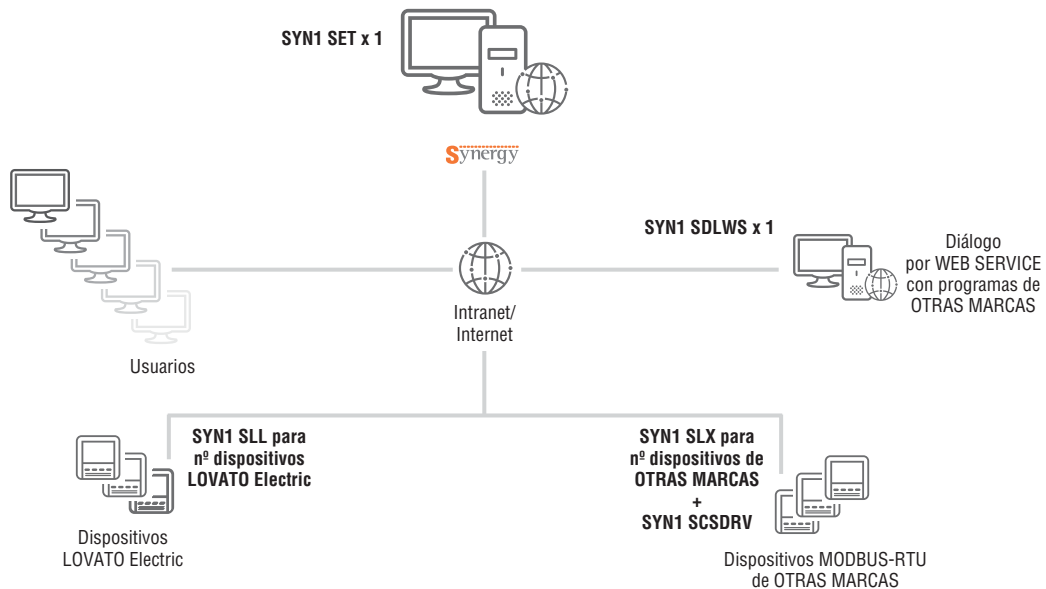 SYN1 SET x 1
Synergy
SYN1 SDLWS x 1
Diálogo
por WEB SERVICE
con programas de
OTRAS MARCAS
Intranet/
Internet
Usuarios
SYN1 SLL para
nº dispositivos
LOVATO Electric
SYN1 SLX para
nº dispositivos de
OTRAS MARCAS
+
SYN1 SCSDRV
Dispositivos
LOVATO Electric
Dispositivos MODBUS-RTU
de OTRAS MARCAS